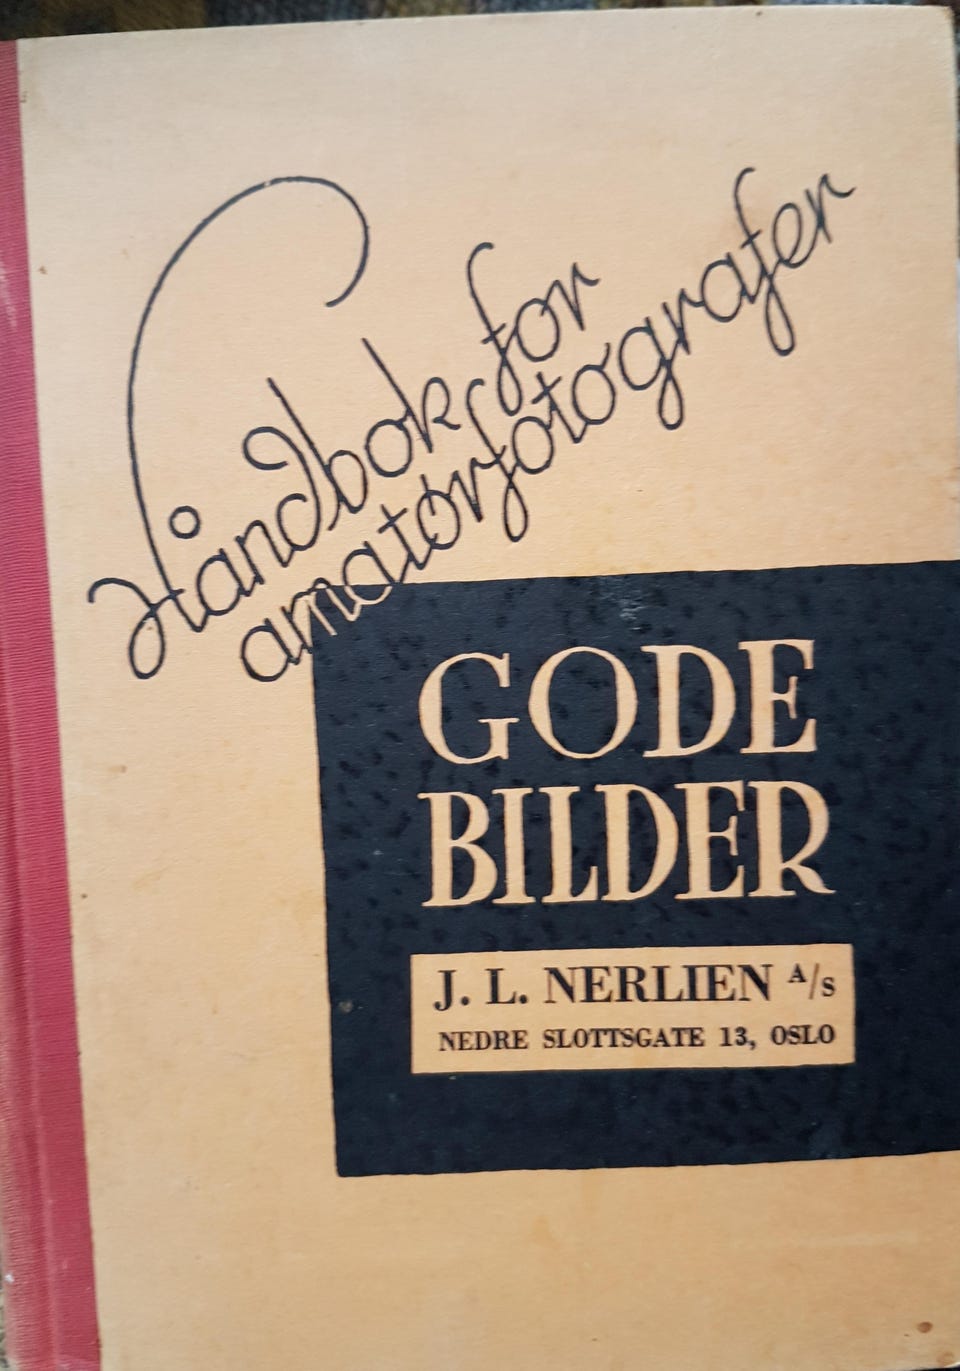 Håndbok for
amatørfotografer
GODE
BILDER
J. L. NERLIEN A/S
NEDRE SLOTTSGATE 13, OSLO